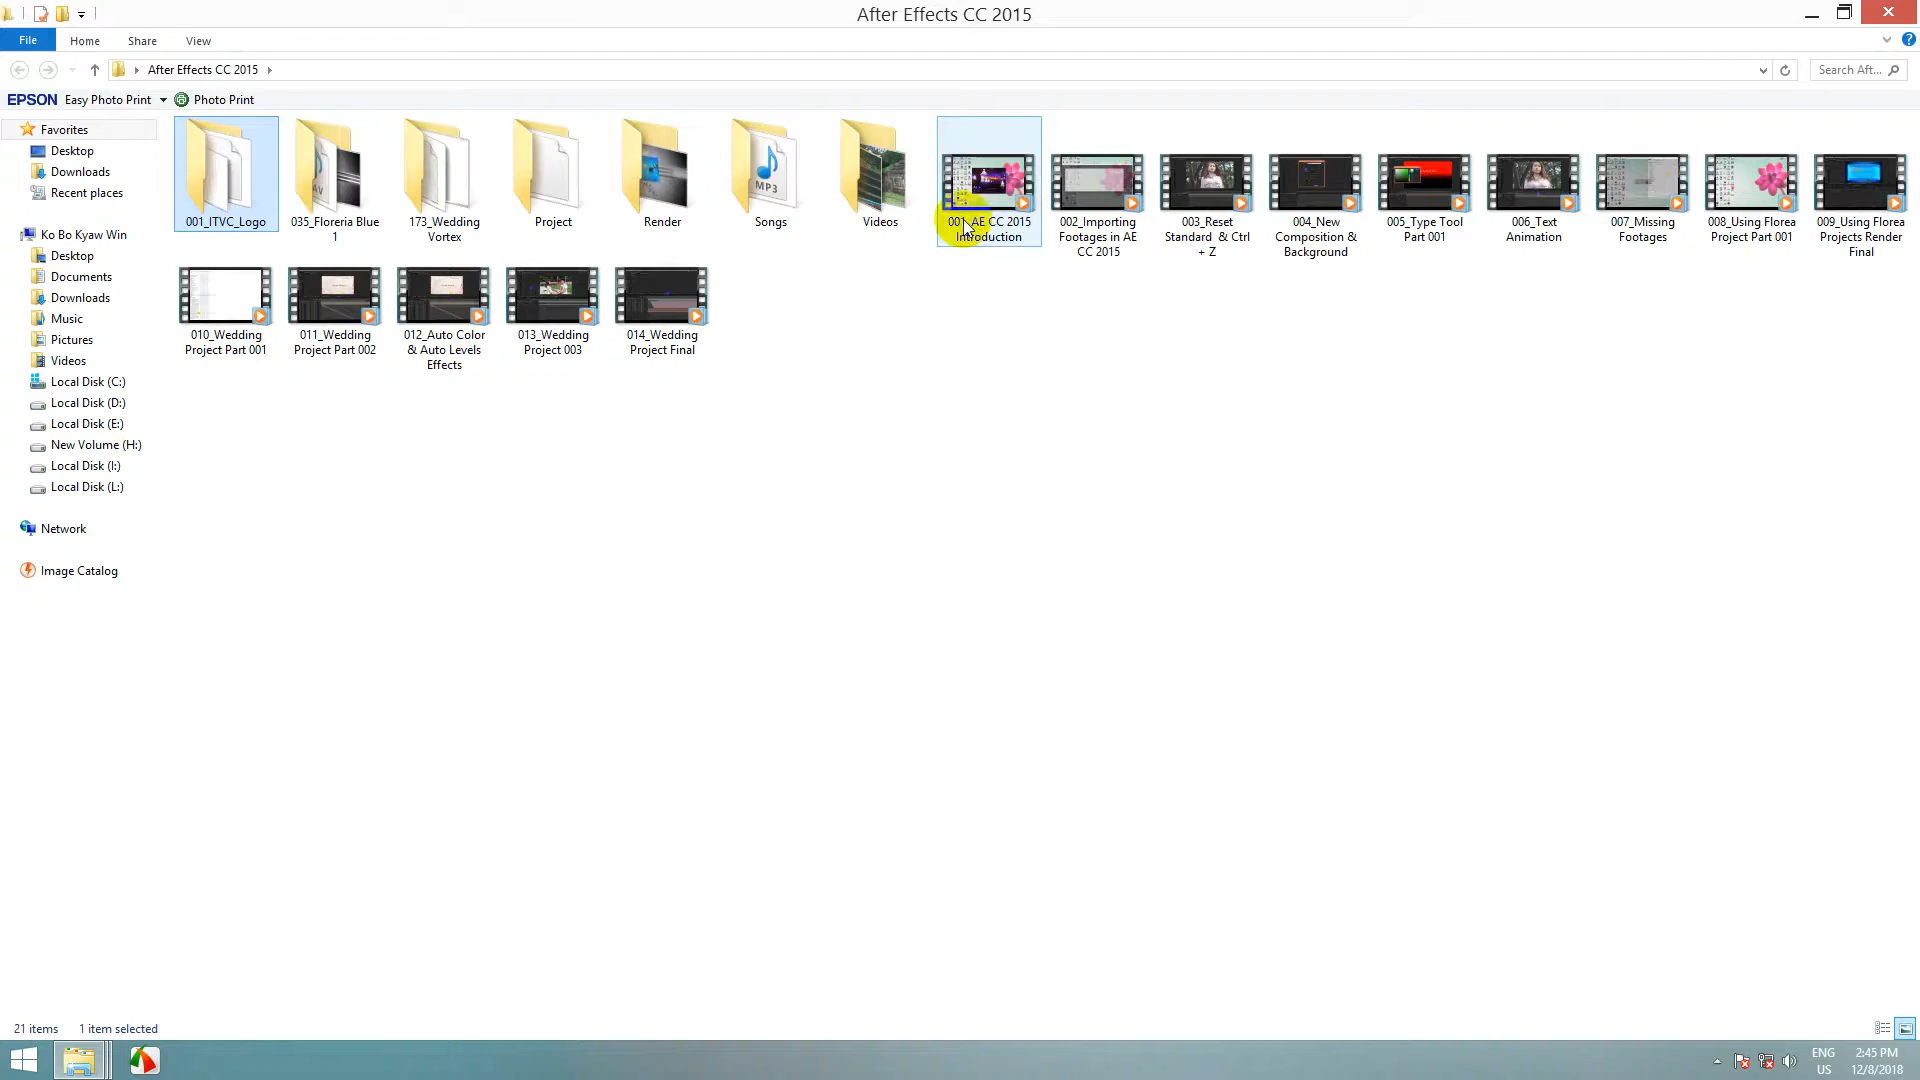 After Effects CC 2015
File
Home
Share
View
After Effects CC 2015
Search Aft...
EPSON Easy Photo Print
Photo Print
Favorites
Desktop
Downloads
Recent places
Ko Bo Kyaw Win
Desktop
Documents
Downloads
Music
Pictures
Videos
Local Disk (C:)
Local Disk (D:)
Local Disk (E:)
New Volume (H:)
Local Disk (I:)
Local Disk (L:)
Network
Image Catalog
001_ITVC_Logo
035_Floreria Blue
1
173_Wedding
Vortex
Project
Render
MP3
Songs
Videos
001_AE CC 2015
Introduction
002_Importing
Footages in AE
CC 2015
003_Reset
Standard & Ctrl
+ Z
004_New
Composition &
Background
005_Type Tool
Part 001
006_Text
Animation
007_Missing
Footages
008_Using Florea
Project Part 001
009_Using Florea
Projects Render
Final
010_Wedding
Project Part 001
011_Wedding
Project Part 002
012_Auto Color
& Auto Levels
Effects
013_Wedding
Project 003
014_Wedding
Project Final
21 items
1 item selected
ENG
US
2:45 PM
12/8/2018